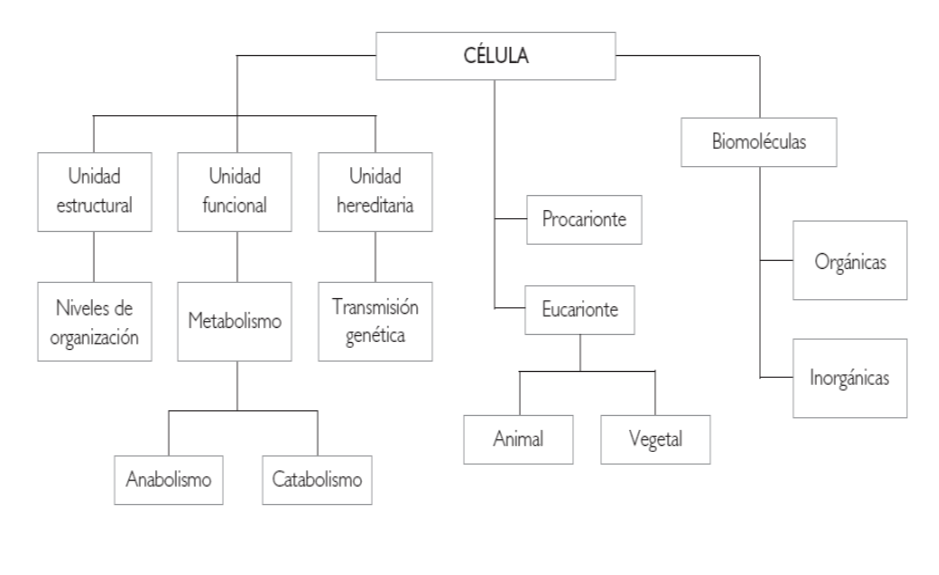 CÉLULA
Biomoléculas
Unidad
estructural
Unidad
funcional
Unidad
hereditaria
Procarionte
Orgánicas
Niveles de
organización
Metabolismo
Transmisión
genética
Eucarionte
Inorgánicas
Animal
Vegetal
Anabolismo
Catabolismo